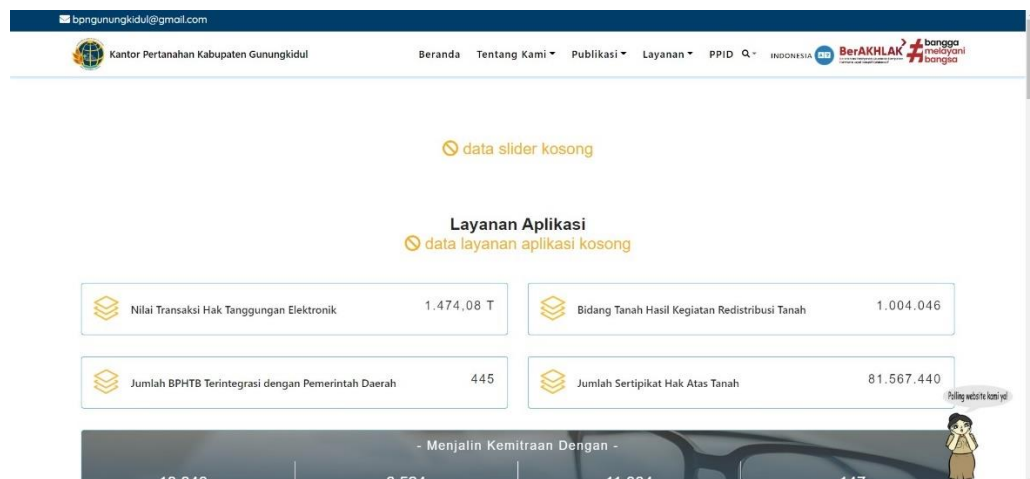 bpngunungkidul@gmail.com
Kantor Pertanahan Kabupaten Gunungkidul
Beranda Tentang Kami Publikasi Layanan PPID INDONESIA BerAKHLAK
bangga
melayani
bangsa
data slider kosong
Layanan Aplikasi
data layanan aplikasi kosong
Nilai Transaksi Hak Tanggungan Elektronik 1.474,08 T
Bidang Tanah Hasil Kegiatan Redistribusi Tanah 1.004.046
Jumlah BPHTB Terintegrasi dengan Pemerintah Daerah 445
Jumlah Sertipikat Hak Atas Tanah 81.567.440
Polling website kami ya!
- Menjalin Kemitraan Dengan -